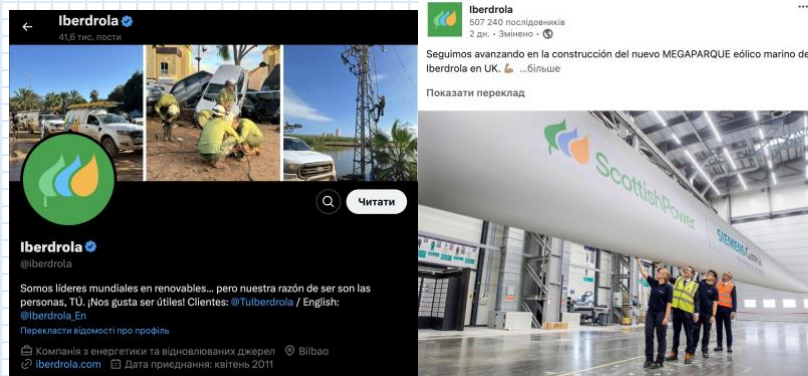 Iberdrola
41,6 тис. пости
Читати
Iberdrola
@iberdrola
Somos líderes mundiales en renovables... pero nuestra razón de ser son las
personas, TÚ. ¡Nos gusta ser útiles! Clientes: @TuIberdrola / English:
@Iberdrola_En
Перекласти відомості про профіль
Компанія з енергетики та відновлюваних джерел Bilbao
iberdrola.com Дата приєднання: квітень 2011
Iberdrola
507 240 послідовників
2 дн. • Змінено •
Seguimos avanzando en la construcción del nuevo MEGAPARQUE eólico marino de
Iberdrola en UK. 💪 ...більше
Показати переклад
ScottishPower
SIEMENS Gamesa